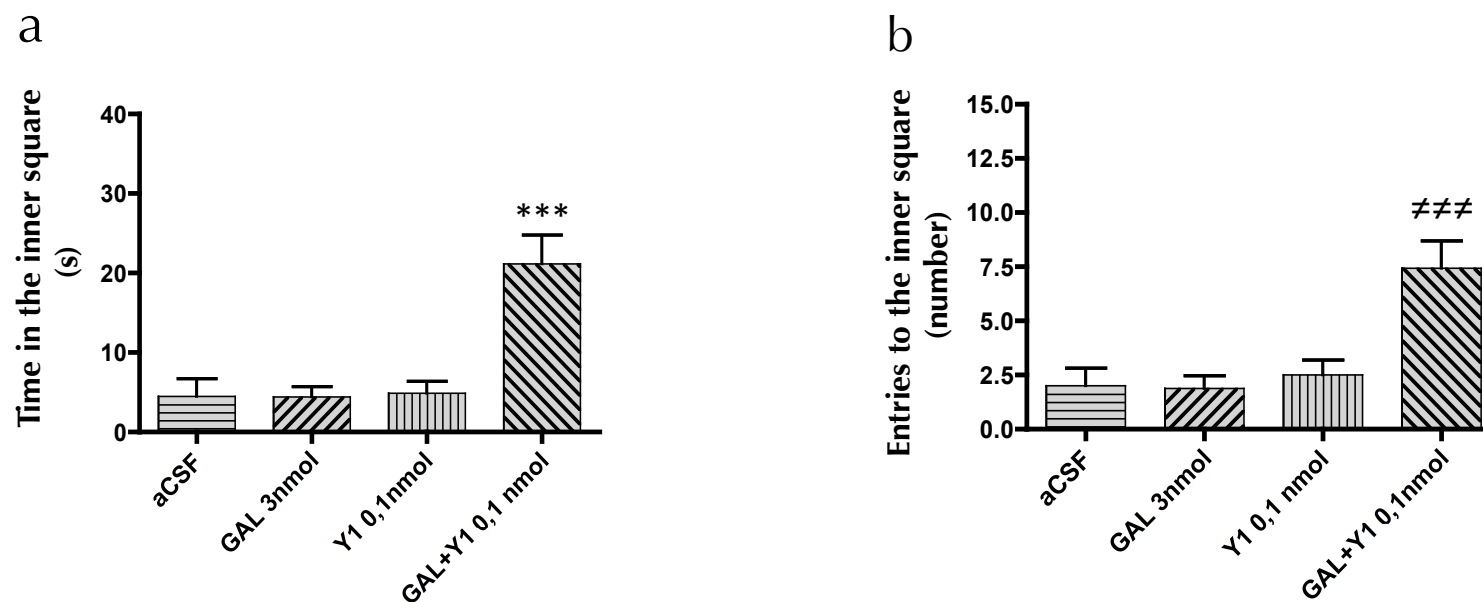 a
Time in the inner square
(s)
40
30
20
10
0
***
aCSF
GAL 3nmol
Y1 0,1nmol
GAL+Y1 0,1 nmol
b
Entries to the inner square
(number)
15.0
12.5
10.0
7.5
5.0
2.5
0.0
≠≠≠
aCSF
GAL 3nmol
Y1 0,1 nmol
GAL+Y1 0,1nmol